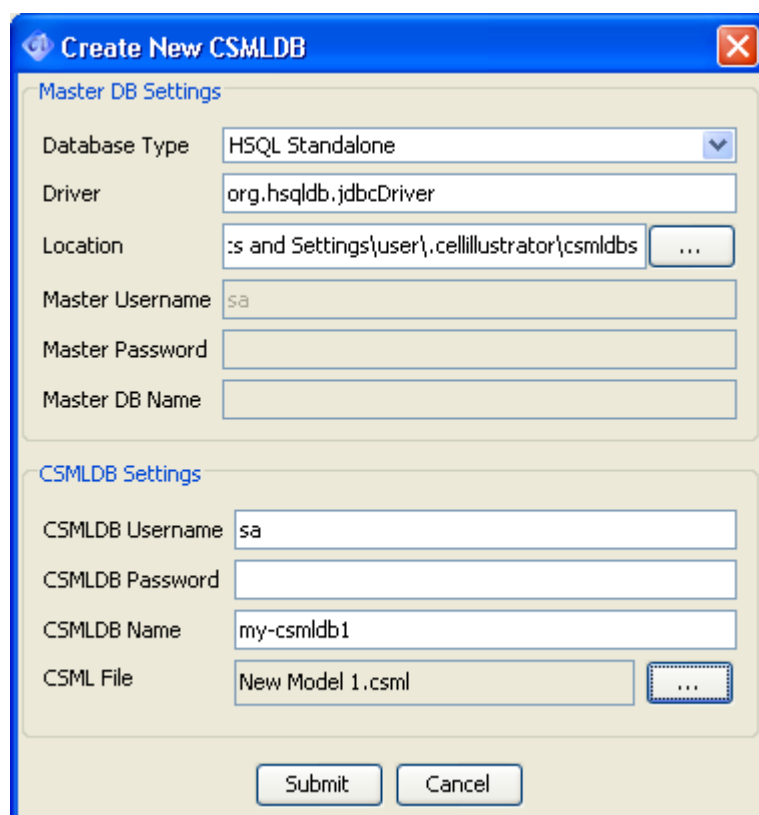 Create New CSMLDB
Master DB Settings
Database Type HSQL Standalone
Driver org.hsqldb.jdbcDriver
Location :s and Settings\user\.cellillustrator\csmldbs ...
Master Username sa
Master Password
Master DB Name
CSMLDB Settings
CSMLDB Username sa
CSMLDB Password
CSMLDB Name my-csmldb1
CSML File New Model 1.csml ...
Submit Cancel